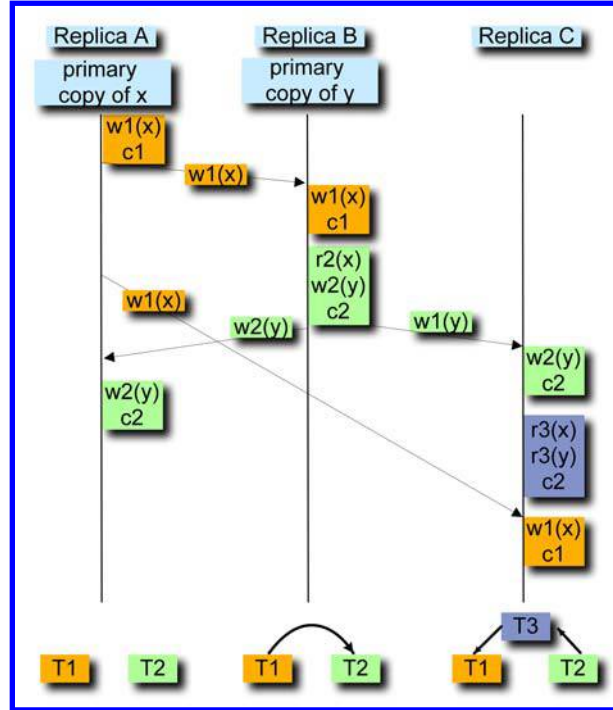 Replica A
Replica B
Replica C
primary
copy of x
primary
copy of y
w1(x)
c1
w1(x)
w1(x)
c1
r2(x)
w2(y)
c2
w1(x)
w2(y)
w1(y)
w2(y)
c2
w2(y)
c2
r3(x)
r3(y)
c2
w1(x)
c1
T3
T1
T2
T1
T2
T1
T2